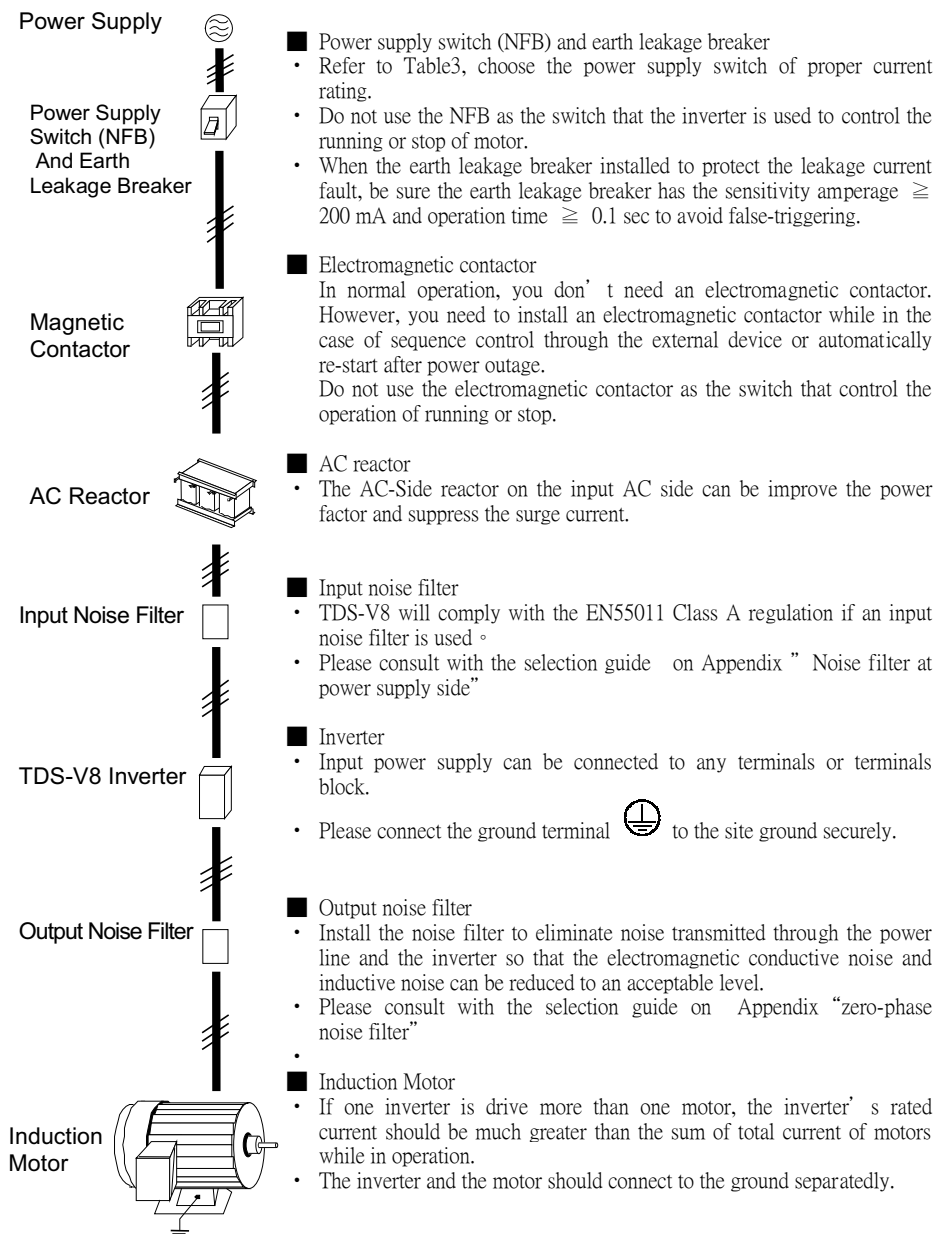 Power Supply
Power Supply
Switch (NFB)
And Earth
Leakage Breaker
Magnetic
Contactor
AC Reactor
Input Noise Filter
TDS-V8 Inverter
Output Noise Filter
Induction
Motor
■ Power supply switch (NFB) and earth leakage breaker
· Refer to Table3, choose the power supply switch of proper current
rating.
· Do not use the NFB as the switch that the inverter is used to control the
running or stop of motor.
· When the earth leakage breaker installed to protect the leakage current
fault, be sure the earth leakage breaker has the sensitivity amperage ≧
200 mA and operation time ≧ 0.1 sec to avoid false-triggering.
■ Electromagnetic contactor
In normal operation, you don’ t need an electromagnetic contactor.
However, you need to install an electromagnetic contactor while in the
case of sequence control through the external device or automatically
re-start after power outage.
Do not use the electromagnetic contactor as the switch that control the
operation of running or stop.
■ AC reactor
· The AC-Side reactor on the input AC side can be improve the power
factor and suppress the surge current.
■ Input noise filter
· TDS-V8 will comply with the EN55011 Class A regulation if an input
noise filter is used。
· Please consult with the selection guide on Appendix ” Noise filter at
power supply side”
■ Inverter
· Input power supply can be connected to any terminals or terminals
block.
· Please connect the ground terminal to the site ground securely.
■ Output noise filter
· Install the noise filter to eliminate noise transmitted through the power
line and the inverter so that the electromagnetic conductive noise and
inductive noise can be reduced to an acceptable level.
· Please consult with the selection guide on Appendix “zero-phase
noise filter”
·
■ Induction Motor
· If one inverter is drive more than one motor, the inverter’ s rated
current should be much greater than the sum of total current of motors
while in operation.
· The inverter and the motor should connect to the ground separatedly.